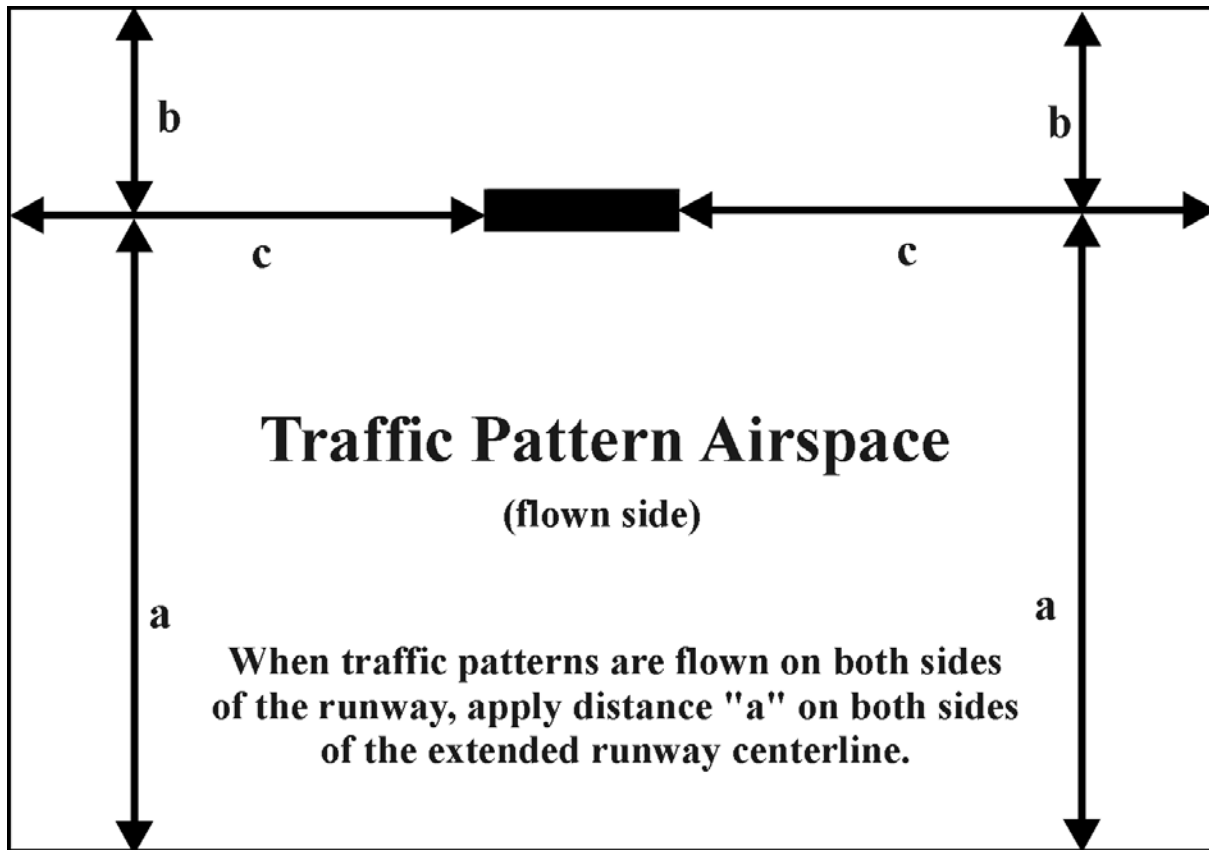 b
b
c
c
Traffic Pattern Airspace
(flown side)
a
a
When traffic patterns are flown on both sides
of the runway, apply distance "a" on both sides
of the extended runway centerline.